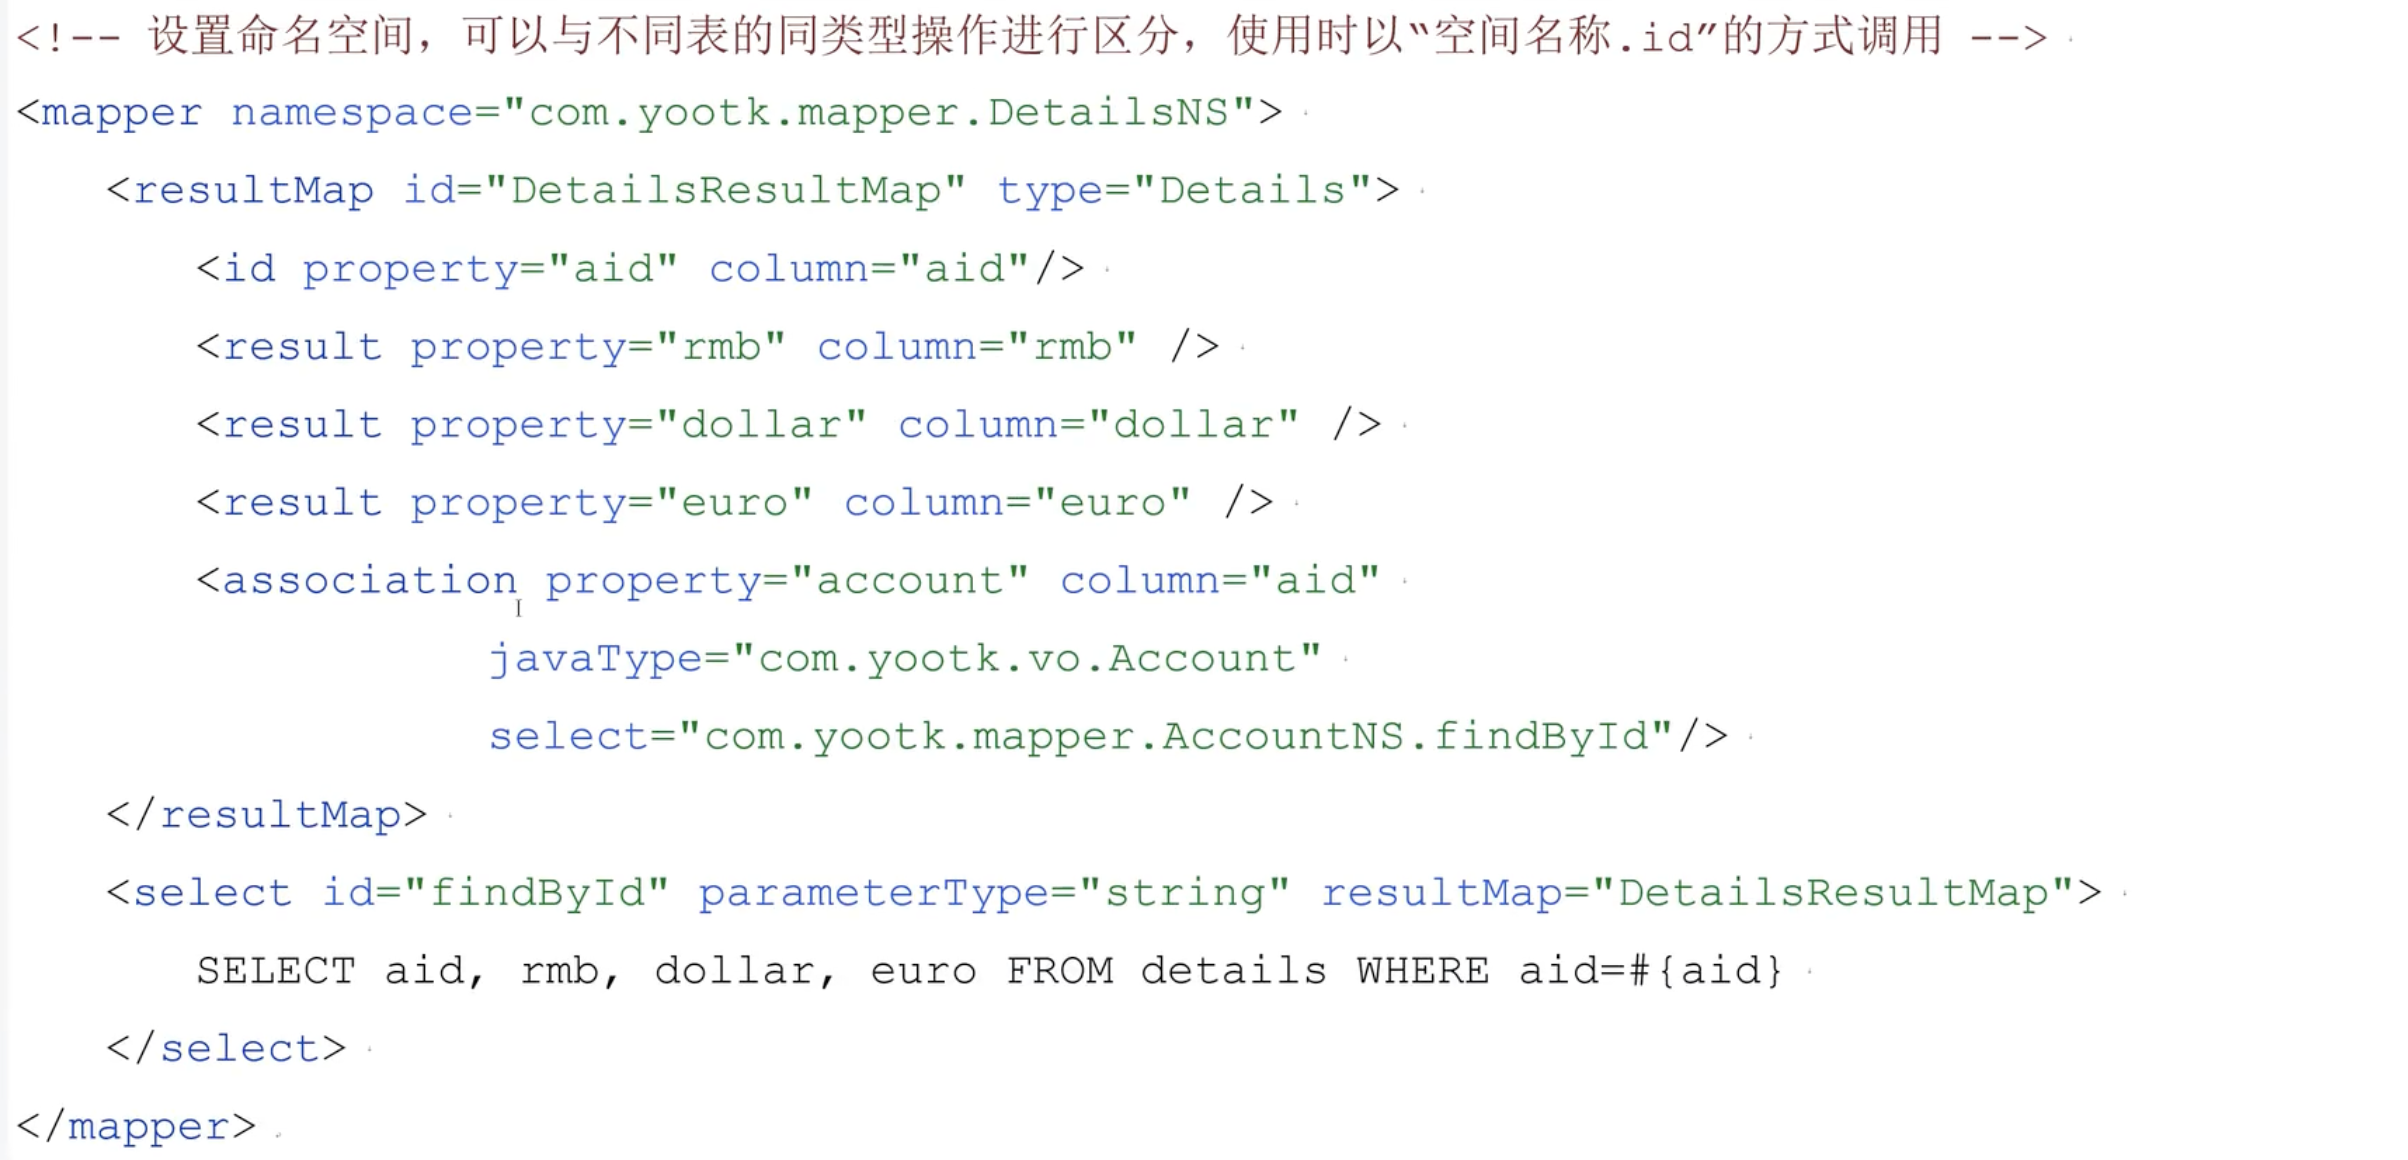 <!-- 设置命名空间，可以与不同表的同类型操作进行区分，使用时以“空间名称.id”的方式调用 -->
<mapper namespace="com.yootk.mapper.DetailsNS">
<resultMap id="DetailsResultMap" type="Details">
<id property="aid" column="aid"/>
<result property="rmb" column="rmb" />
<result property="dollar" column="dollar" />
<result property="euro" column="euro" />
<association property="account" column="aid"
javaType="com.yootk.vo.Account"
select="com.yootk.mapper.AccountNS.findById"/>
</resultMap>
<select id="findById" parameterType="string" resultMap="DetailsResultMap">
SELECT aid, rmb, dollar, euro FROM details WHERE aid=#{aid}
</select>
</mapper>